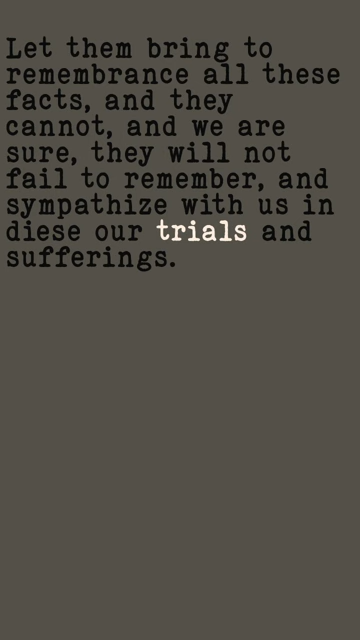 Let them bring to
remembrance all these
facts, and they
cannot, and we are
sure, they will not
fail to remember, and
sympathize with us in
diese our trials and
sufferings.